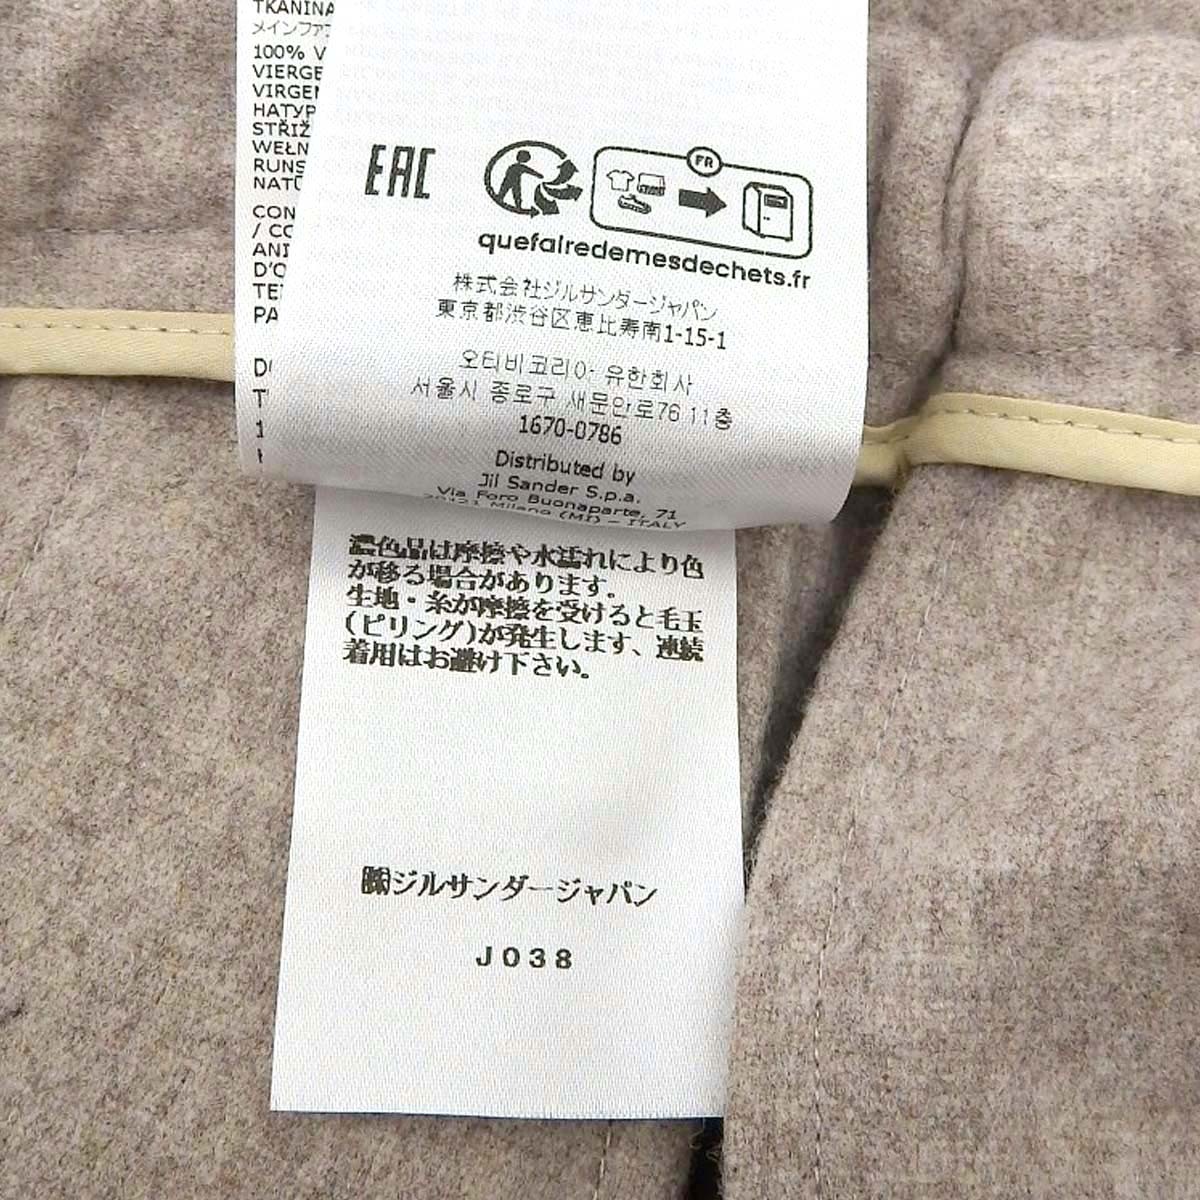 TKANINA
メインファ
100% V
VIERGE
VIRGEN
НАТУР
STŘIŽ
WEŁN
RUNS
NATU
CON
/ CO
ANI
D'O
TE
PA
D
T
1
EAC
FR
quefairedemesdechets.fr
株式会社ジルサンダージャパン
東京都渋谷区恵比寿南1-15-1
오티비코리아 유한회사
서울시 종로구 새문안로76 11층
1670-0786
Distributed by
Jil Sander S.p.a.
Via Foro Buonaparte, 71
20121 Milano (MI) - ITALY
濃色品は摩擦や水濡れにより色
が移る場合があります。
生地・糸が摩擦を受けると毛玉
(ピリング)が発生します、連続
着用はお避け下さい。
㈱ジルサンダージャパン
J038